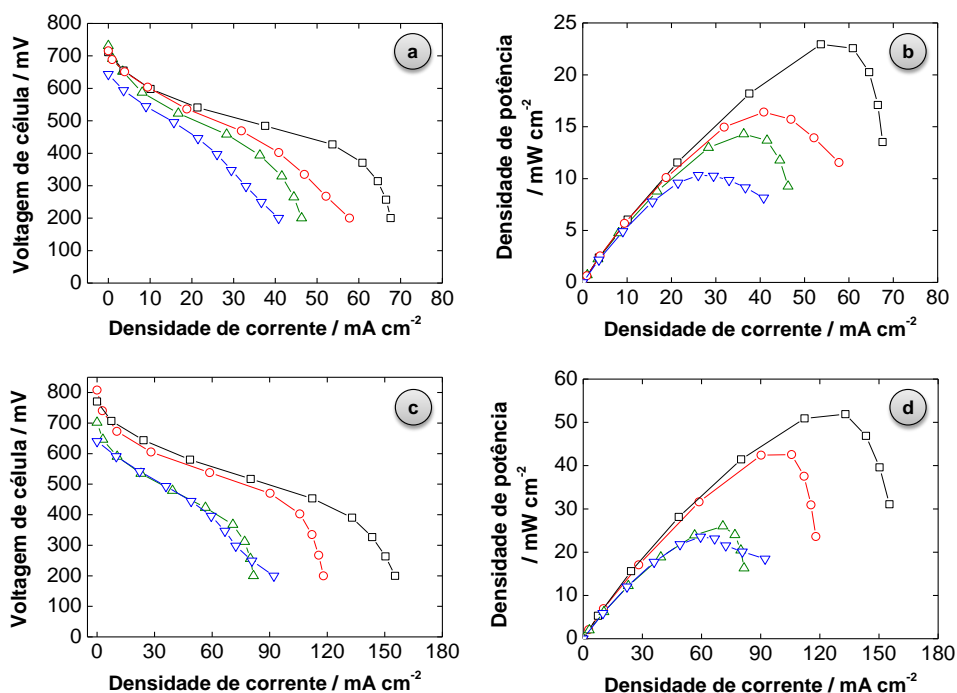 800
700
600
500
400
300
200
100
0
Voltagem de célula / mV
a
0 10 20 30 40 50 60 70 80
Densidade de corrente / mA cm-2
25
20
15
10
5
0
Densidade de potência
/ mW cm-2
b
0 10 20 30 40 50 60 70 80
Densidade de corrente / mA cm-2
800
700
600
500
400
300
200
100
0
Voltagem de célula / mV
c
0 30 60 90 120 150 180
Densidade de corrente / mA cm-2
60
50
40
30
20
10
0
Densidade de potência
/ mW cm-2
d
0 30 60 90 120 150 180
Densidade de corrente / mA cm-2